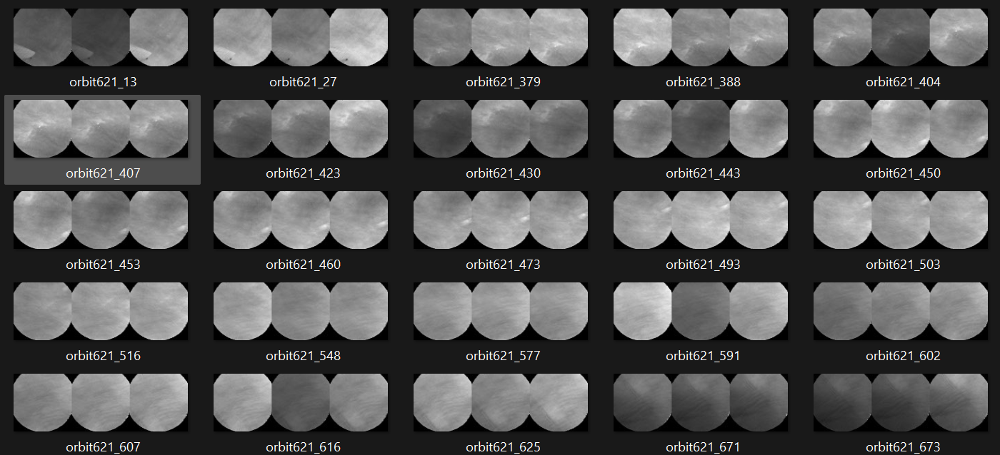 orbit621_13
orbit621_27
orbit621_379
orbit621_388
orbit621_404
orbit621_407
orbit621_423
orbit621_430
orbit621_443
orbit621_450
orbit621_453
orbit621_460
orbit621_473
orbit621_493
orbit621_503
orbit621_516
orbit621_548
orbit621_577
orbit621_591
orbit621_602
orbit621_607
orbit621_616
orbit621_625
orbit621_671
orbit621_673